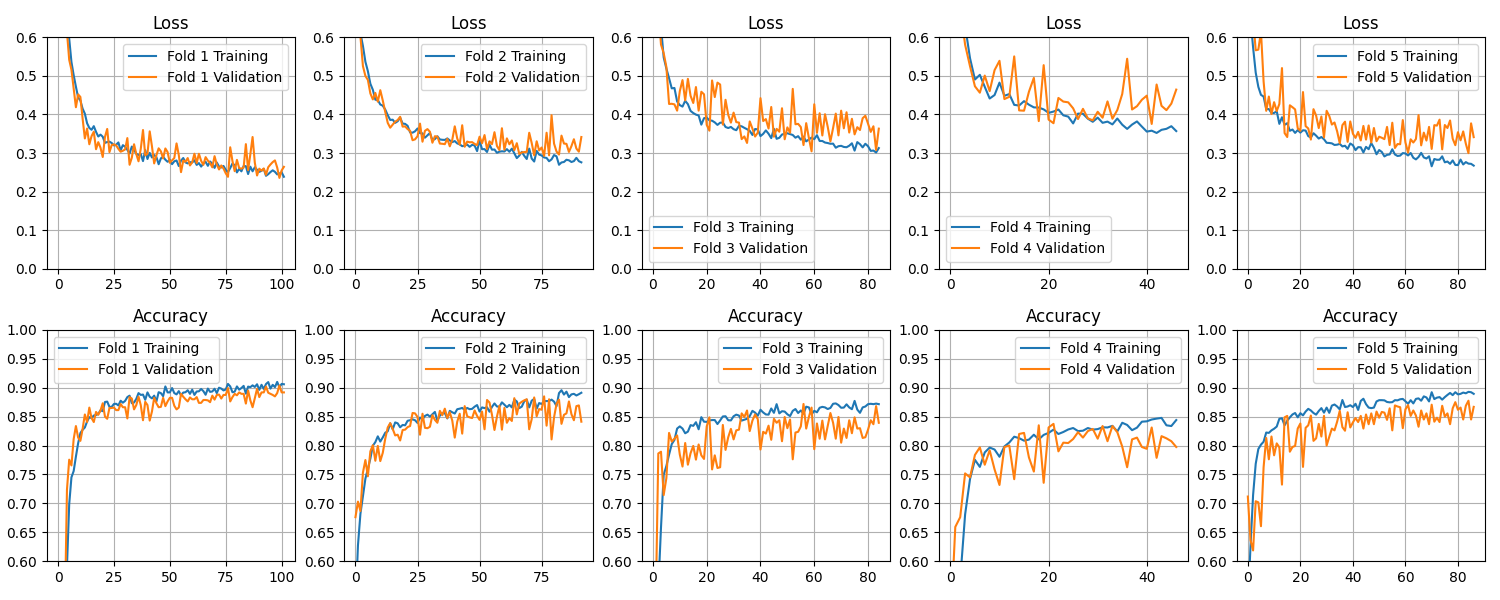 Loss
0.6
0.5
0.4
0.3
0.2
0.1
0.0
0 25 50 75 100
Fold 1 Training
Fold 1 Validation
Loss
0.6
0.5
0.4
0.3
0.2
0.1
0.0
0 25 50 75
Fold 2 Training
Fold 2 Validation
Loss
0.6
0.5
0.4
0.3
0.2
0.1
0.0
0 20 40 60 80
Fold 3 Training
Fold 3 Validation
Loss
0.6
0.5
0.4
0.3
0.2
0.1
0.0
0 20 40
Fold 4 Training
Fold 4 Validation
Loss
0.6
0.5
0.4
0.3
0.2
0.1
0.0
0 20 40 60 80
Fold 5 Training
Fold 5 Validation
Accuracy
1.00
0.95
0.90
0.85
0.80
0.75
0.70
0.65
0.60
0 25 50 75 100
Fold 1 Training
Fold 1 Validation
Accuracy
1.00
0.95
0.90
0.85
0.80
0.75
0.70
0.65
0.60
0 25 50 75
Fold 2 Training
Fold 2 Validation
Accuracy
1.00
0.95
0.90
0.85
0.80
0.75
0.70
0.65
0.60
0 20 40 60 80
Fold 3 Training
Fold 3 Validation
Accuracy
1.00
0.95
0.90
0.85
0.80
0.75
0.70
0.65
0.60
0 20 40
Fold 4 Training
Fold 4 Validation
Accuracy
1.00
0.95
0.90
0.85
0.80
0.75
0.70
0.65
0.60
0 20 40 60 80
Fold 5 Training
Fold 5 Validation